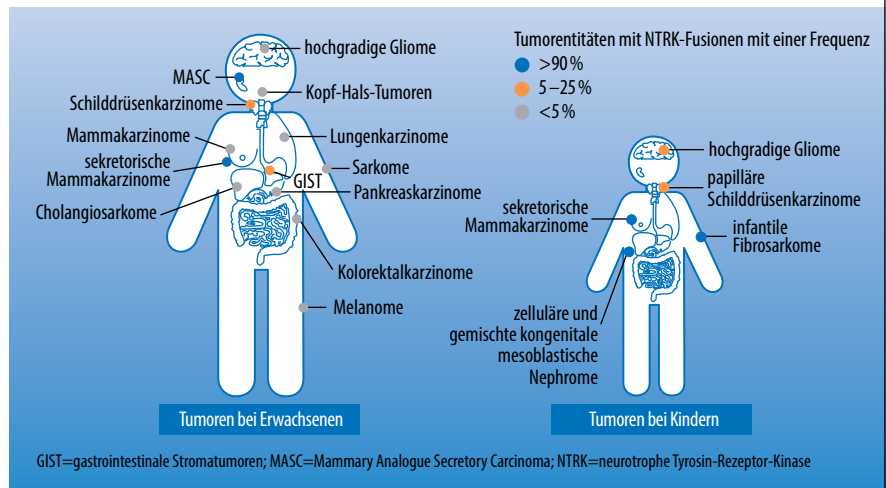 hochgradige Gliome
MASC
Kopf-Hals-Tumoren
Schilddrüsenkarzinome
Mammakarzinome
Lungenkarzinome
sekretorische
Mammakarzinome
Sarkome
GIST
Pankreaskarzinome
Cholangiosarkome
Kolorektalkarzinome
Melanome
Tumoren bei Erwachsenen
Tumorentitäten mit NTRK-Fusionen mit einer Frequenz
>90 %
5–25 %
<5 %
hochgradige Gliome
papilläre
Schilddrüsenkarzinome
sekretorische
Mammakarzinome
infantile
Fibrosarkome
zelluläre und
gemischte kongenitale
mesoblastische
Nephrome
Tumoren bei Kindern
GIST=gastrointestinale Stromatumoren; MASC=Mammary Analogue Secretory Carcinoma; NTRK=neurotrophe Tyrosin-Rezeptor-Kinase